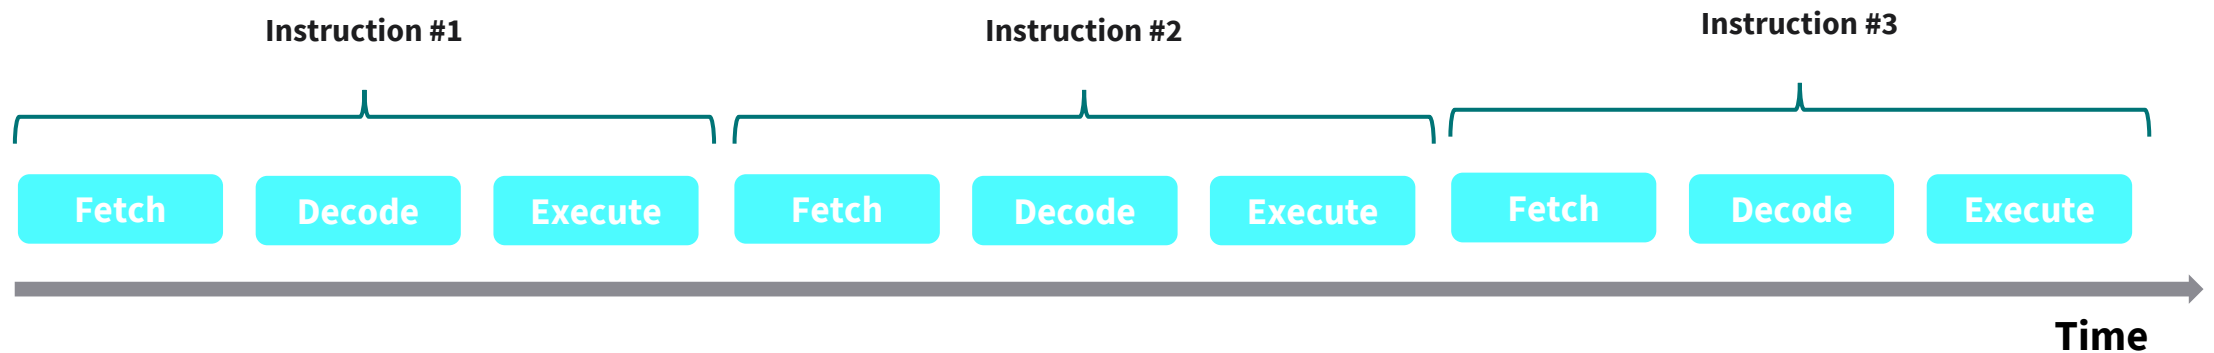 Instruction #1
Instruction #2
Instruction #3
Fetch
Decode
Execute
Fetch
Decode
Execute
Fetch
Decode
Execute
Time